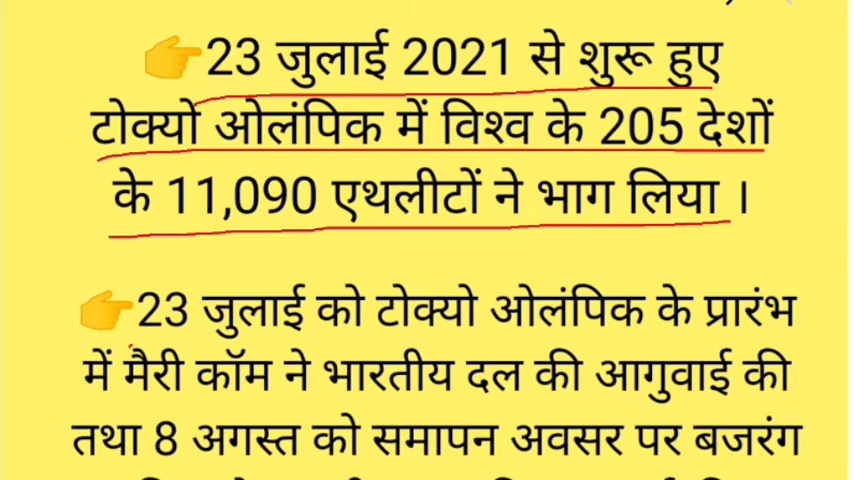 👉23 जुलाई 2021 से शुरू हुए
टोक्यो ओलंपिक में विश्व के 205 देशों
के 11,090 एथलीटों ने भाग लिया ।
👉23 जुलाई को टोक्यो ओलंपिक के प्रारंभ
में मैरी कॉम ने भारतीय दल की आगुवाई की
तथा 8 अगस्त को समापन अवसर पर बजरंग